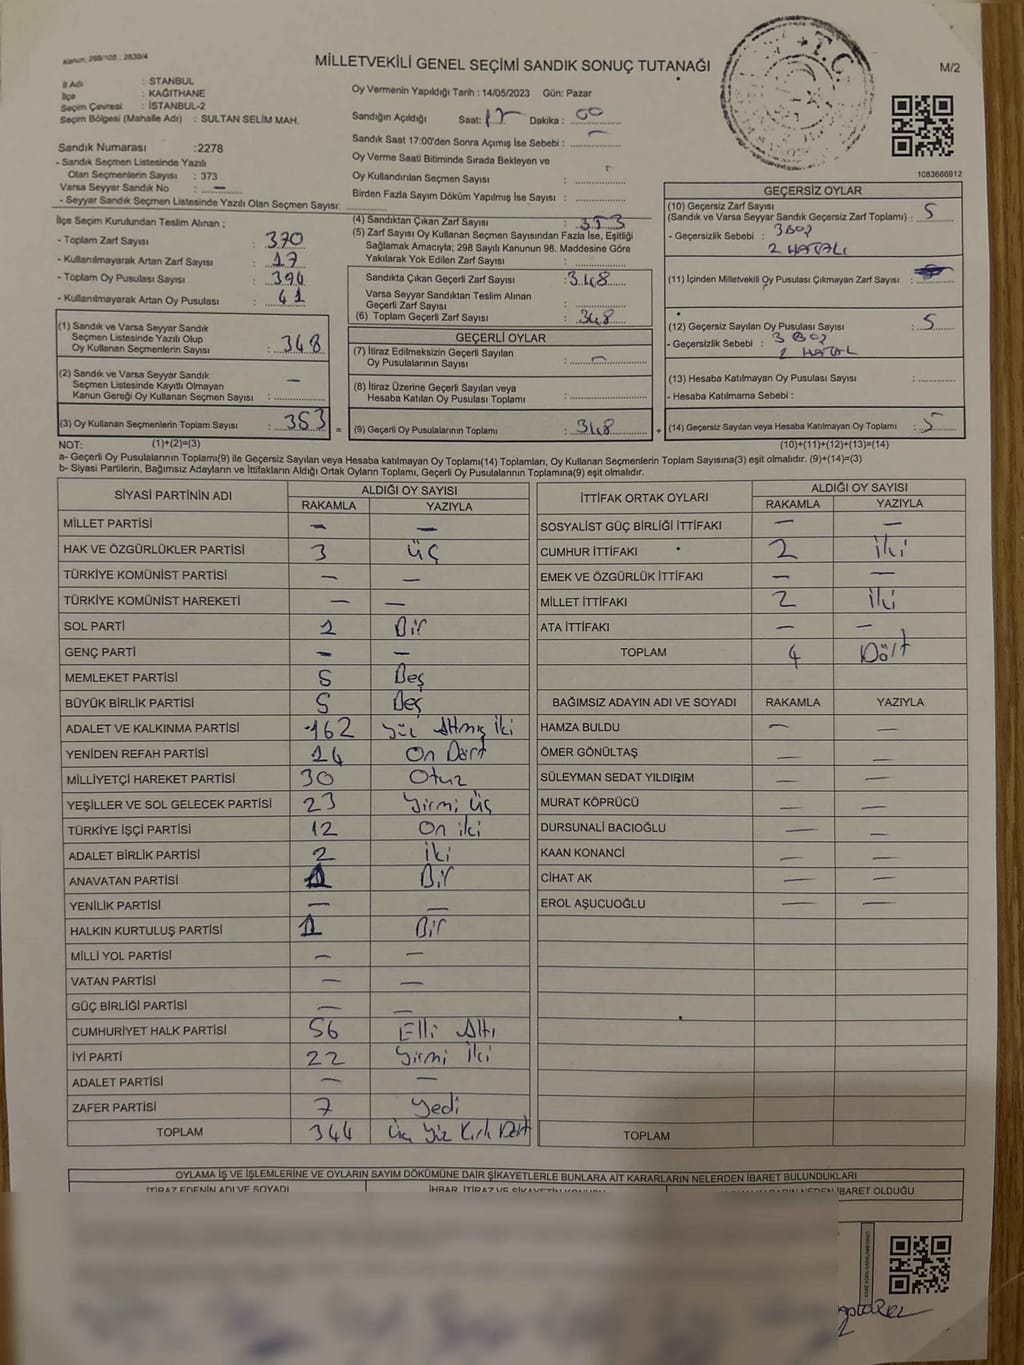 Kanun: 298/105 , 2839/4
MİLLETVEKİLİ GENEL SEÇİMİ SANDIK SONUÇ TUTANAĞI
M/2
T.C.
İl Adı : İSTANBUL
İlçe : KAĞITHANE
Seçim Çevresi : İSTANBUL-2
Seçim Bölgesi (Mahalle Adı) : SULTAN SELİM MAH.
Sandık Numarası :2278
- Sandık Seçmen Listesinde Yazılı
Olan Seçmenlerin Sayısı : 373
Varsa Seyyar Sandık No : —
- Seyyar Sandık Seçmen Listesinde Yazılı Olan Seçmen Sayısı:
Oy Vermenin Yapıldığı Tarih : 14/05/2023 Gün: Pazar
Sandığın Açıldığı Saat: 17 Dakika : 00
Sandık Saat 17:00'den Sonra Açımış İse Sebebi : —
Oy Verme Saati Bitiminde Sırada Bekleyen ve
Oy Kullandırılan Seçmen Sayısı :
Birden Fazla Sayım Döküm Yapılmış İse Sayısı :
1083666912
İlçe Seçim Kurulundan Teslim Alınan ;
- Toplam Zarf Sayısı : 370
- Kullanılmayarak Artan Zarf Sayısı : 17
- Toplam Oy Pusulası Sayısı : 394
- Kullanılmayarak Artan Oy Pusulası : 41
(1) Sandık ve Varsa Seyyar Sandık
Seçmen Listesinde Yazılı Olup
Oy Kullanan Seçmenlerin Sayısı : 348
(2) Sandık ve Varsa Seyyar Sandık
Seçmen Listesinde Kayıtlı Olmayan
Kanun Gereği Oy Kullanan Seçmen Sayısı : —
(3) Oy Kullanan Seçmenlerin Toplam Sayısı : 353
(4) Sandıktan Çıkan Zarf Sayısı : 353
(5) Zarf Sayısı Oy Kullanan Seçmen Sayısından Fazla İse, Eşitliği
Sağlamak Amacıyla; 298 Sayılı Kanunun 98. Maddesine Göre
Yakılarak Yok Edilen Zarf Sayısı :
Sandıkta Çıkan Geçerli Zarf Sayısı : 348
Varsa Seyyar Sandıktan Teslim Alınan
Geçerli Zarf Sayısı :
(6) Toplam Geçerli Zarf Sayısı : 348
GEÇERLİ OYLAR
(7) İtiraz Edilmeksizin Geçerli Sayılan
Oy Pusulalarının Sayısı : —
(8) İtiraz Üzerine Geçerli Sayılan veya
Hesaba Katılan Oy Pusulası Toplamı :
= (9) Geçerli Oy Pusulalarının Toplamı : 348 +
GEÇERSİZ OYLAR
(10) Geçersiz Zarf Sayısı
(Sandık ve Varsa Seyyar Sandık Geçersiz Zarf Toplamı) : 5
- Geçersizlik Sebebi : 3 BOŞ
2 HATALI
(11) İçinden Milletvekili Oy Pusulası Çıkmayan Zarf Sayısı :
(12) Geçersiz Sayılan Oy Pusulası Sayısı : 5
- Geçersizlik Sebebi : 3 BOŞ
2 HATAL
(13) Hesaba Katılmayan Oy Pusulası Sayısı :
- Hesaba Katılmama Sebebi :
(14) Geçersiz Sayılan veya Hesaba Katılmayan Oy Toplamı : 5
NOT: (1)+(2)=(3)
(10)+(11)+(12)+(13)=(14)
a- Geçerli Oy Pusulalarının Toplamı(9) ile Geçersiz Sayılan veya Hesaba katılmayan Oy Toplamı(14) Toplamları, Oy Kullanan Seçmenlerin Toplam Sayısına(3) eşit olmalıdır. (9)+(14)=(3)
b- Siyasi Partilerin, Bağımsız Adayların ve İttifakların Aldığı Ortak Oyların Toplamı, Geçerli Oy Pusulalarının Toplamına(9) eşit olmalıdır.
SİYASİ PARTİNİN ADI ALDIĞI OY SAYISI
RAKAMLA YAZIYLA
MİLLET PARTİSİ — —
HAK VE ÖZGÜRLÜKLER PARTİSİ 3 üç
TÜRKİYE KOMÜNİST PARTİSİ — —
TÜRKİYE KOMÜNİST HAREKETİ — —
SOL PARTİ 1 Bir
GENÇ PARTİ — —
MEMLEKET PARTİSİ 5 Beş
BÜYÜK BİRLİK PARTİSİ 5 Beş
ADALET VE KALKINMA PARTİSİ 162 yüz Altmış İki
YENİDEN REFAH PARTİSİ 14 On Dört
MİLLİYETÇİ HAREKET PARTİSİ 30 Otuz
YEŞİLLER VE SOL GELECEK PARTİSİ 23 Yirmi Üç
TÜRKİYE İŞÇİ PARTİSİ 12 On iki
ADALET BİRLİK PARTİSİ 2 İki
ANAVATAN PARTİSİ 1 Bir
YENİLİK PARTİSİ — —
HALKIN KURTULUŞ PARTİSİ 1 Bir
MİLLİ YOL PARTİSİ — —
VATAN PARTİSİ — —
GÜÇ BİRLİĞİ PARTİSİ — —
CUMHURİYET HALK PARTİSİ 56 Elli Altı
İYİ PARTİ 22 Yirmi İki
ADALET PARTİSİ — —
ZAFER PARTİSİ 7 Yedi
TOPLAM 344 Üç Yüz Kırk Dört
İTTİFAK ORTAK OYLARI ALDIĞI OY SAYISI
RAKAMLA YAZIYLA
SOSYALİST GÜÇ BİRLİĞİ İTTİFAKI — —
CUMHUR İTTİFAKI 2 İki
EMEK VE ÖZGÜRLÜK İTTİFAKI — —
MİLLET İTTİFAKI 2 İki
ATA İTTİFAKI — —
TOPLAM 4 Dört
BAĞIMSIZ ADAYIN ADI VE SOYADI RAKAMLA YAZIYLA
HAMZA BULDU — —
ÖMER GÖNÜLTAŞ — —
SÜLEYMAN SEDAT YILDIRIM — —
MURAT KÖPRÜCÜ — —
DURSUNALİ BACIOĞLU — —
KAAN KONANCİ — —
CİHAT AK — —
EROL AŞUCUOĞLU — —
TOPLAM
OYLAMA İŞ VE İŞLEMLERİNE VE OYLARIN SAYIM DÖKÜMÜNE DAİR ŞİKAYETLERLE BUNLARA AİT KARARLARIN NELERDEN İBARET BULUNDUKLARI
İTİRAZ EDENİN ADI VE SOYADI
İHBAR, İTİRAZ VE ŞİKAYETİN KONUSU
İBARET OLDUĞU